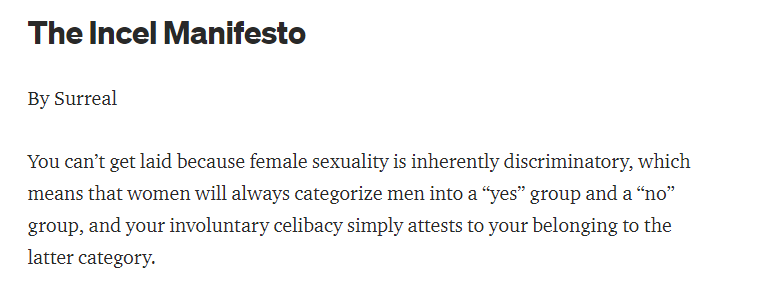 The Incel Manifesto
By Surreal
You can’t get laid because female sexuality is inherently discriminatory, which
means that women will always categorize men into a “yes” group and a “no”
group, and your involuntary celibacy simply attests to your belonging to the
latter category.